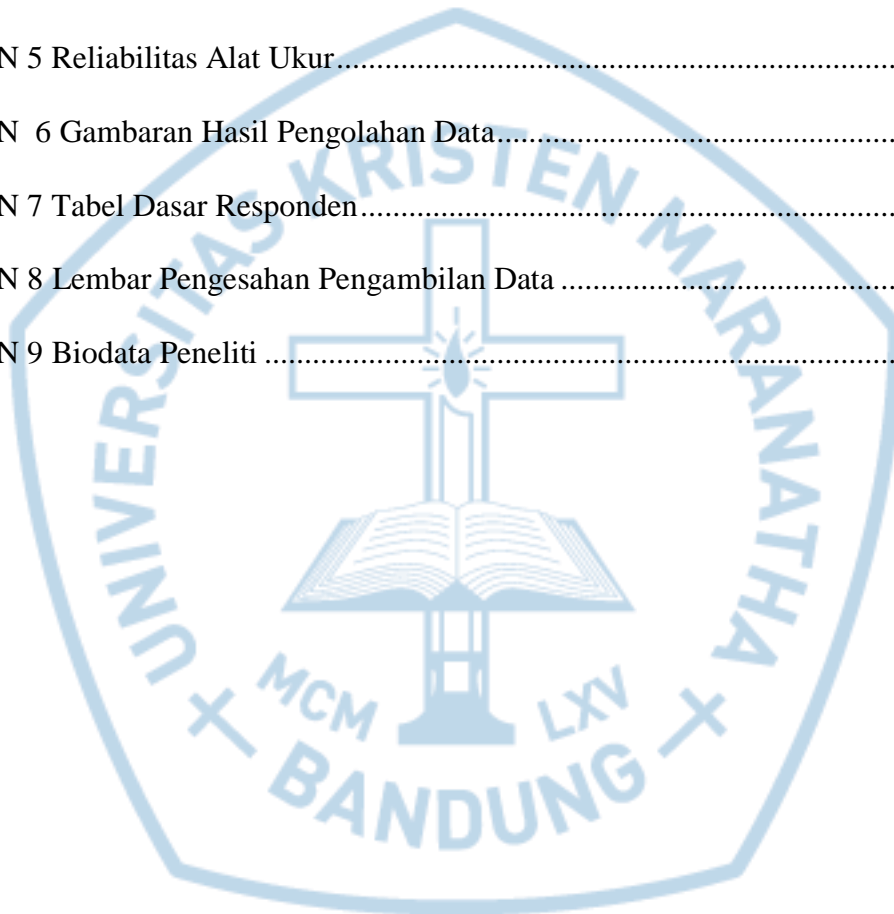 N 5 Reliabilitas Alat Ukur........................................................................
N  6 Gambaran Hasil Pengolahan Data...................................................
N 7 Tabel Dasar Responden.....................................................................
N 8 Lembar Pengesahan Pengambilan Data ............................................
N 9 Biodata Peneliti ................................................................................
UNIVERSITAS KRISTEN MARANATHA
MCM LXV
BANDUNG